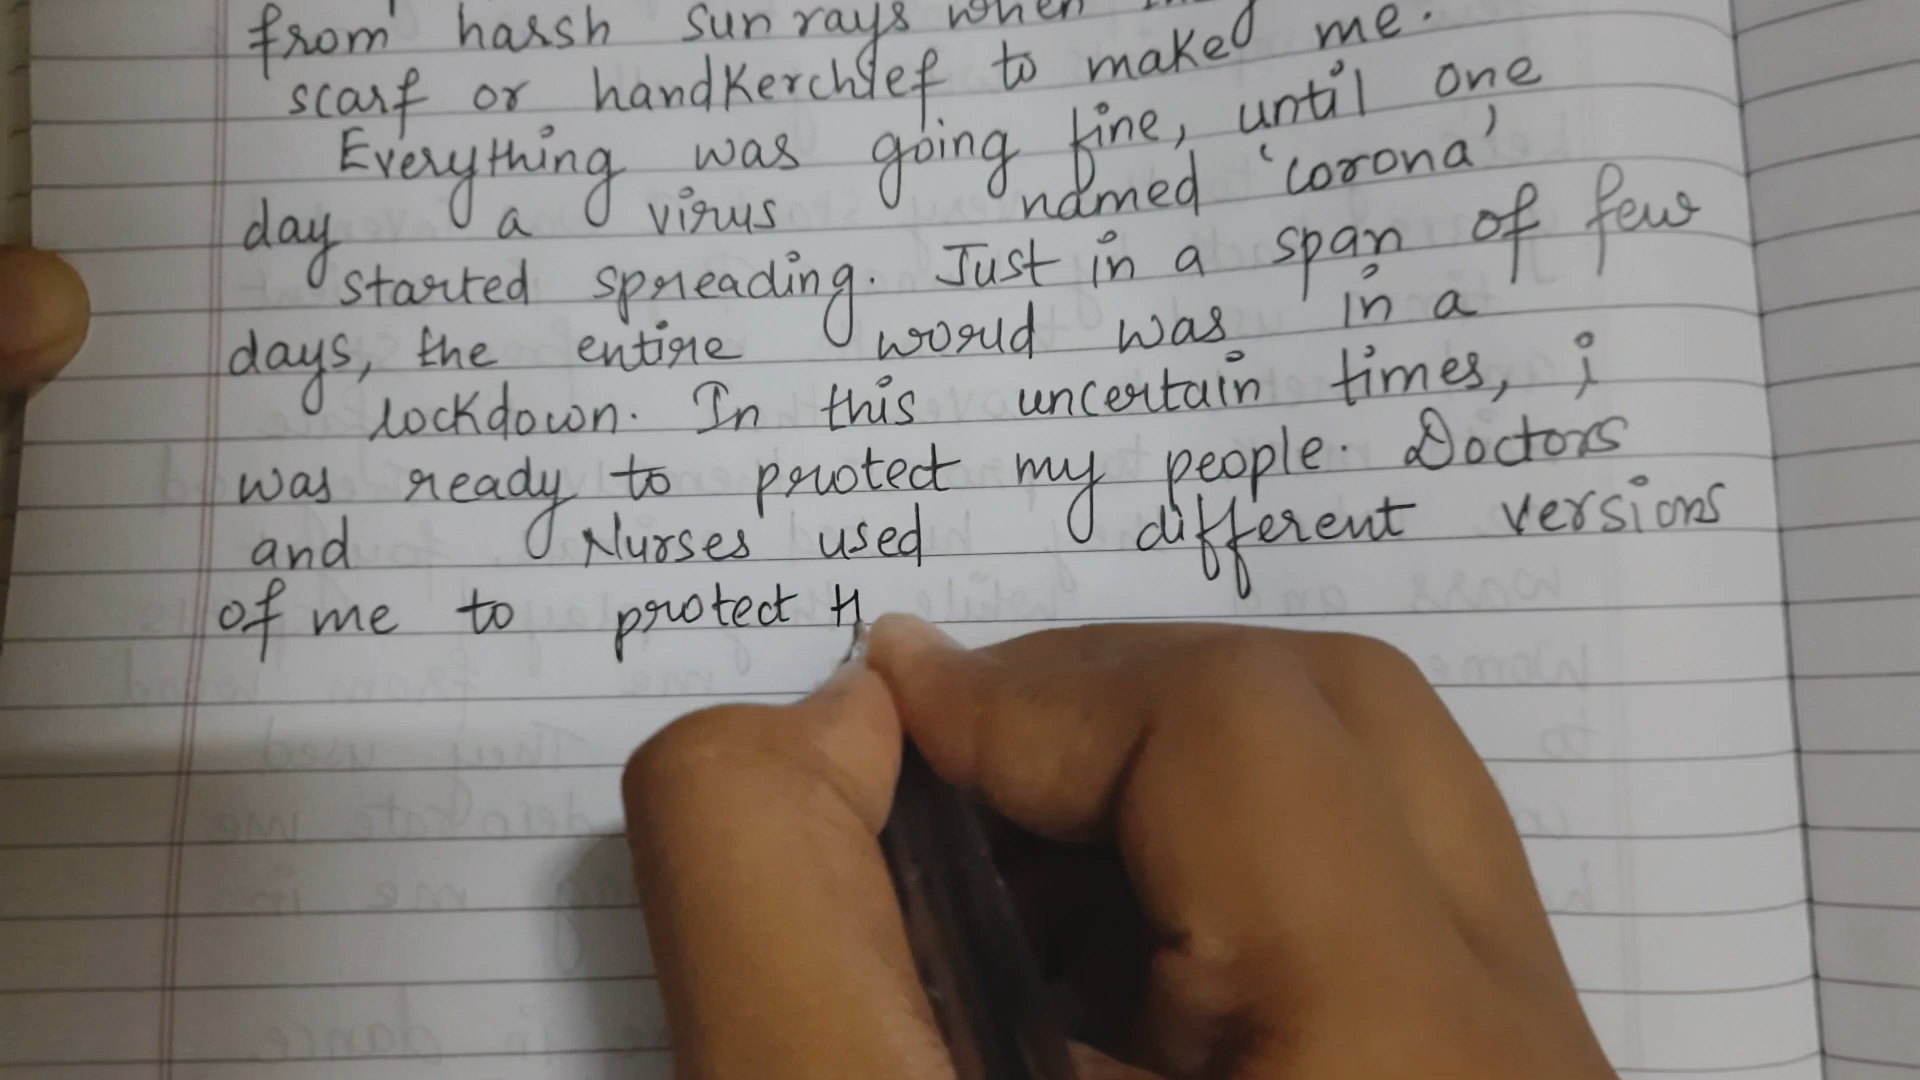 from harsh sun rays when
scarf or handkerchief to maked me.
Everything was going fine, until one
day a virus named 'corona'
started spreading. Just in a span of few
days, the entire world was in a
lockdown. In this uncertain times, i
was ready to protect my people. Doctors
and Nurses used different versions
of me to protect